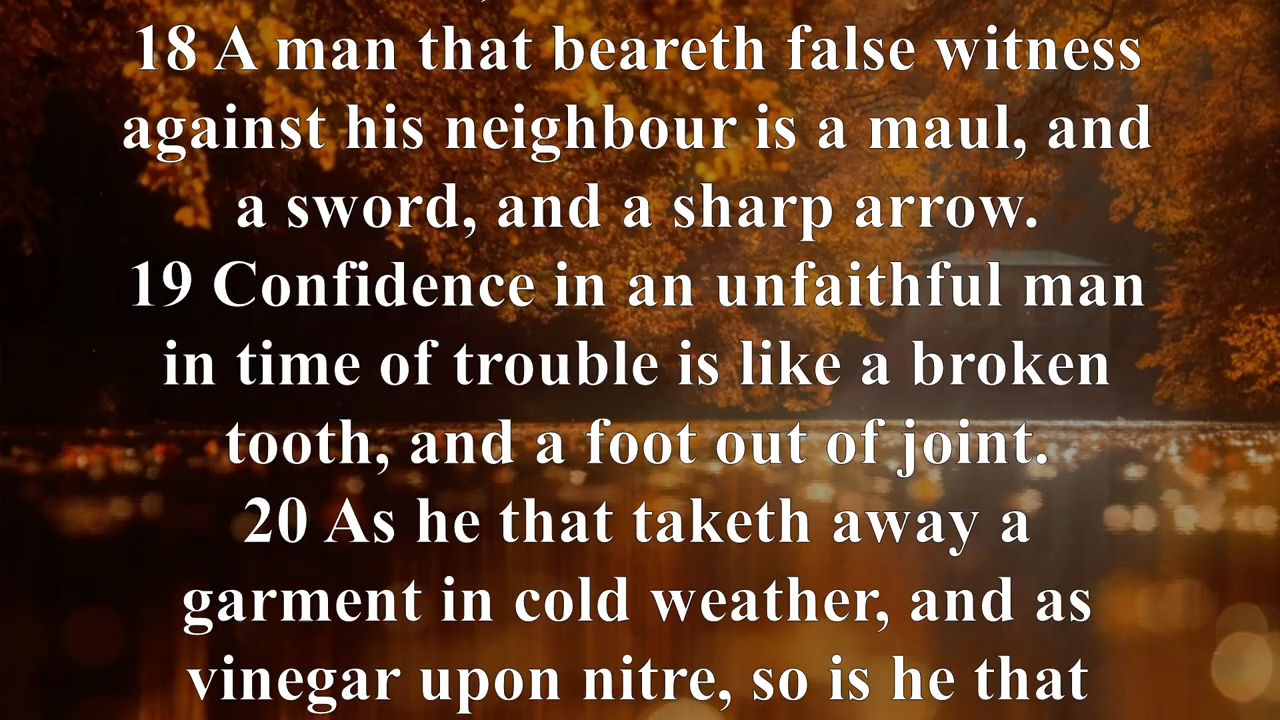 18 A man that beareth false witness
against his neighbour is a maul, and
a sword, and a sharp arrow.
19 Confidence in an unfaithful man
in time of trouble is like a broken
tooth, and a foot out of joint.
20 As he that taketh away a
garment in cold weather, and as
vinegar upon nitre, so is he that